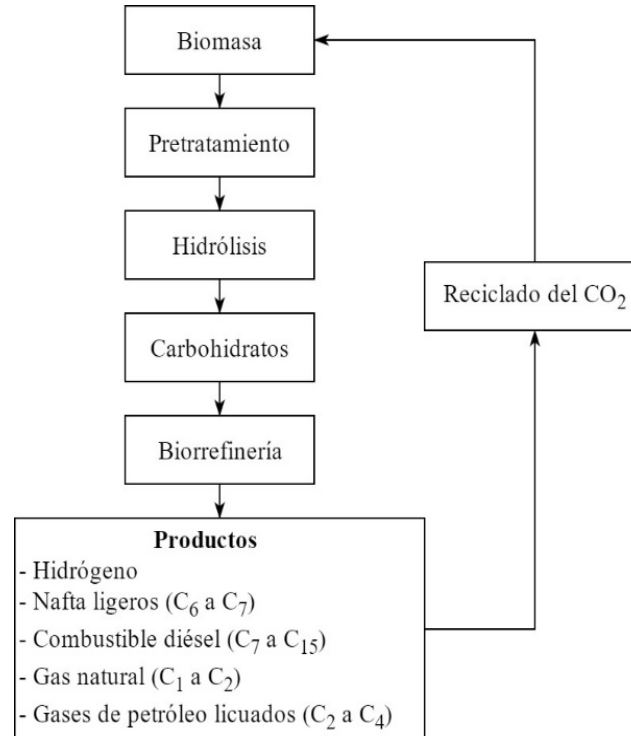 Biomasa
Pretratamiento
Hidrólisis
Reciclado del CO₂
Carbohidratos
Biorrefinería
Productos
- Hidrógeno
- Nafta ligeros (C₆ a C₇)
- Combustible diésel (C₇ a C₁₅)
- Gas natural (C₁ a C₂)
- Gases de petróleo licuados (C₂ a C₄)